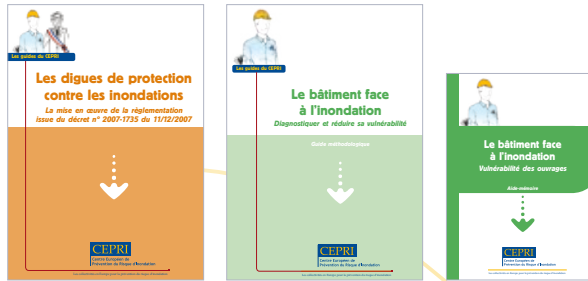 Les guides du CEPRI
Les digues de protection
contre les inondations
La mise en œuvre de la réglementation
issue du décret n° 2007-1735 du 11/12/2007
CEPRI
Centre Européen de
Prévention du Risque d'Inondation
Les guides du CEPRI
Le bâtiment face
à l'inondation
Diagnostiquer et réduire sa vulnérabilité
Guide méthodologique
CEPRI
Centre Européen de
Prévention du Risque d'Inondation
Le bâtiment face
à l'inondation
Vulnérabilité des ouvrages
Aide-mémoire
CEPRI
Centre Européen de
Prévention du Risque d'Inondation